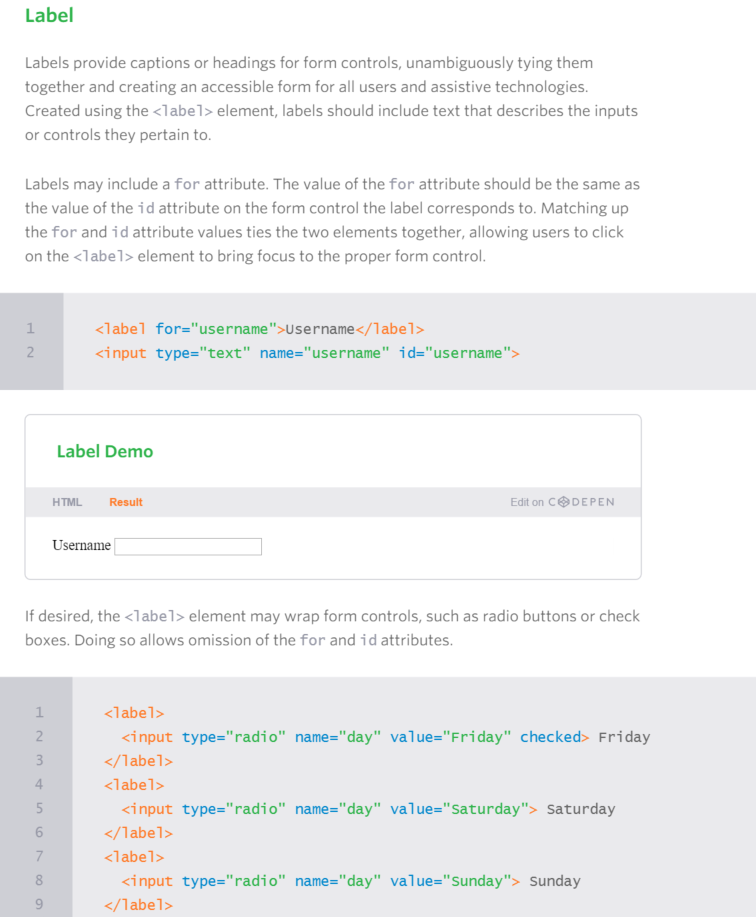 Label
Labels provide captions or headings for form controls, unambiguously tying them
together and creating an accessible form for all users and assistive technologies.
Created using the <label> element, labels should include text that describes the inputs
or controls they pertain to.
Labels may include a for attribute. The value of the for attribute should be the same as
the value of the id attribute on the form control the label corresponds to. Matching up
the for and id attribute values ties the two elements together, allowing users to click
on the <label> element to bring focus to the proper form control.
1 <label for="username">Username</label>
2 <input type="text" name="username" id="username">
Label Demo
HTML Result Edit on CODEPEN
Username
If desired, the <label> element may wrap form controls, such as radio buttons or check
boxes. Doing so allows omission of the for and id attributes.
1 <label>
2 <input type="radio" name="day" value="Friday" checked> Friday
3 </label>
4 <label>
5 <input type="radio" name="day" value="Saturday"> Saturday
6 </label>
7 <label>
8 <input type="radio" name="day" value="Sunday"> Sunday
9 </label>